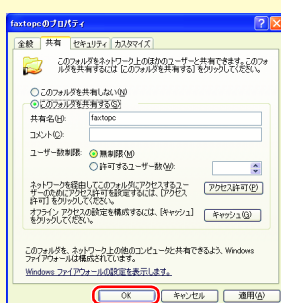 faxtopcのプロパティ
全般 共有 セキュリティ カスタマイズ
このフォルダをネットワーク上のほかのユーザーと共有できます。このフォ
ルダを共有するには [このフォルダを共有する] をクリックしてください。
このフォルダを共有しない(N)
このフォルダを共有する(S)
共有名(H): faxtopc
コメント(C):
ユーザー数制限: 無制限(M)
許可するユーザー数(W):
ネットワークを経由してこのフォルダにアクセスするユー
ザーのためにアクセス許可を設定するには、[アクセス
許可] をクリックしてください。
アクセス許可(P)
オフライン アクセスの設定を構成するには、[キャッシュ]
をクリックしてください。
キャッシュ(G)
このフォルダを、ネットワーク上の他のコンピュータと共有できるよう、Windows
ファイアウォールは構成されています。
Windows ファイアウォールの設定を表示します。
OK キャンセル 適用(A)